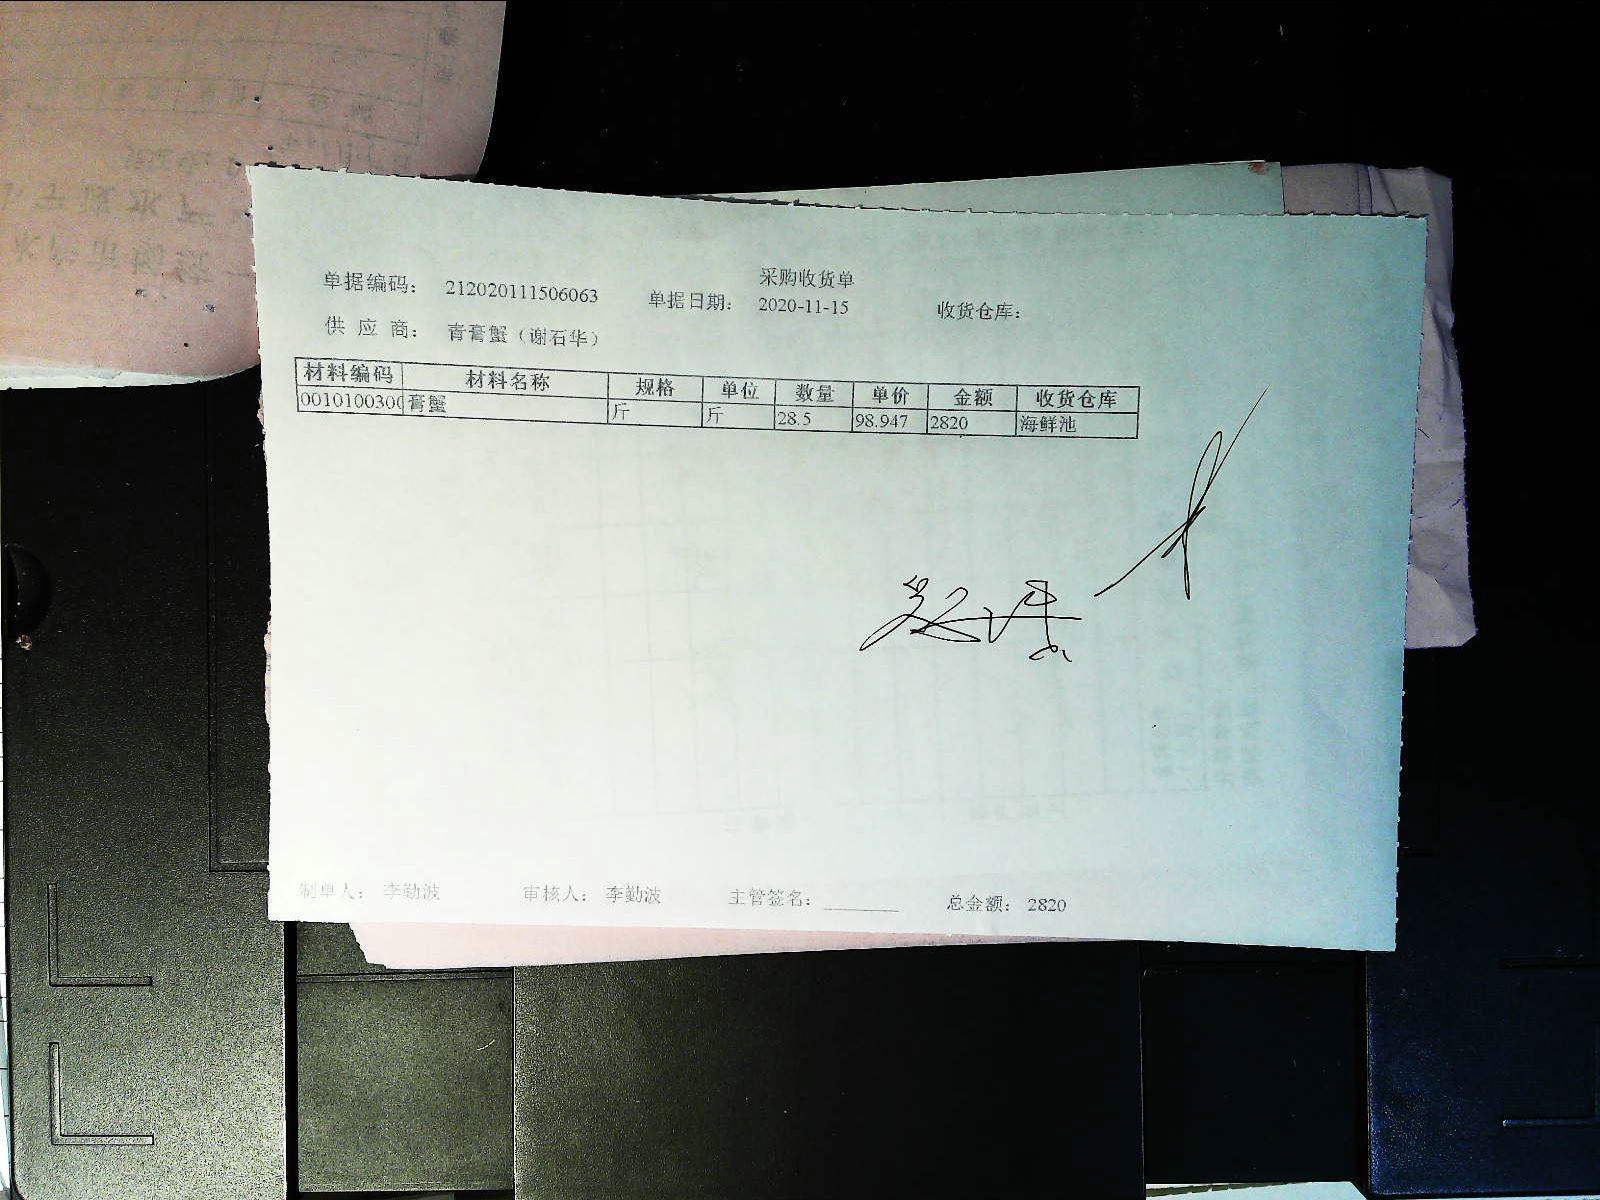 采购收货单
单据编码： 212020111506063 单据日期： 2020-11-15 收货仓库：
供 应 商： 青膏蟹（谢石华）
材料编码 材料名称 规格 单位 数量 单价 金额 收货仓库
0010100300 膏蟹 斤 斤 28.5 98.947 2820 海鲜池
制单人： 李勤波 审核人： 李勤波 主管签名： 总金额： 2820